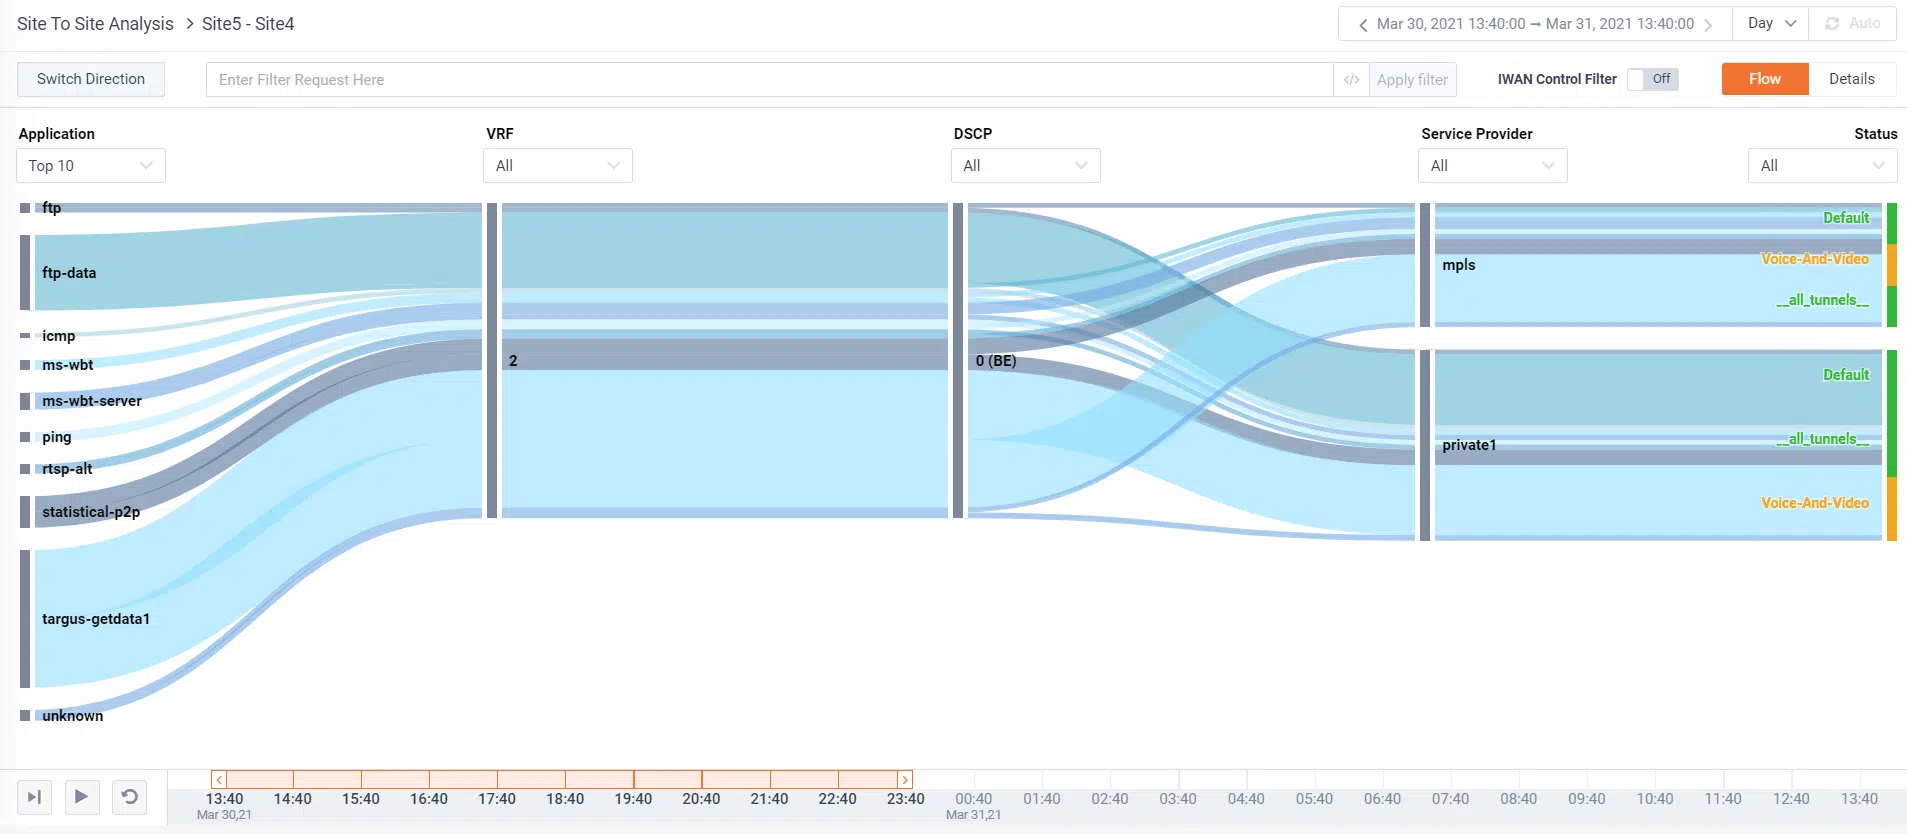 Site To Site Analysis > Site5 - Site4
Mar 30, 2021 13:40:00 → Mar 31, 2021 13:40:00
Day
Auto
Switch Direction
Enter Filter Request Here
</>
Apply filter
IWAN Control Filter
Off
Flow
Details
Application
VRF
DSCP
Service Provider
Status
Top 10
All
All
All
All
ftp
ftp-data
icmp
ms-wbt
ms-wbt-server
ping
rtsp-alt
statistical-p2p
targus-getdata1
unknown
2
0 (BE)
mpls
private1
Default
Voice-And-Video
__all_tunnels__
Default
__all_tunnels__
Voice-And-Video
13:40 14:40 15:40 16:40 17:40 18:40 19:40 20:40 21:40 22:40 23:40 00:40 01:40 02:40 03:40 04:40 05:40 06:40 07:40 08:40 09:40 10:40 11:40 12:40 13:40
Mar 30,21 Mar 31,21